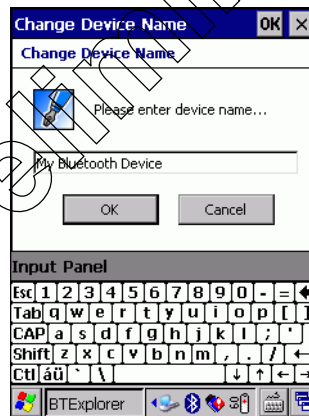 Change Device Name OK ×
Change Device Name
Please enter device name...
My Bluetooth Device
OK Cancel
Input Panel
Esc 1 2 3 4 5 6 7 8 9 0 - =
Tab q w e r t y u i o p [ ]
CAP a s d f g h j k l ; '
Shift z x c v b n m , . / ←
Ctl áü ` \ ↓ ↑ ← →
BTExplorer